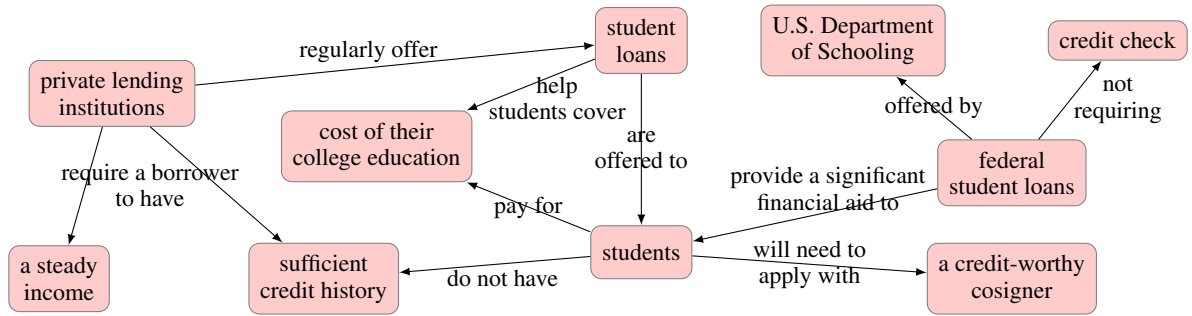 student
loans
U.S. Department
of Schooling
credit check
regularly offer
private lending
institutions
help
students cover
not
requiring
offered by
cost of their
college education
are
offered to
federal
student loans
require a borrower
to have
provide a significant
financial aid to
pay for
students
a steady
income
sufficient
credit history
do not have
will need to
apply with
a credit-worthy
cosigner